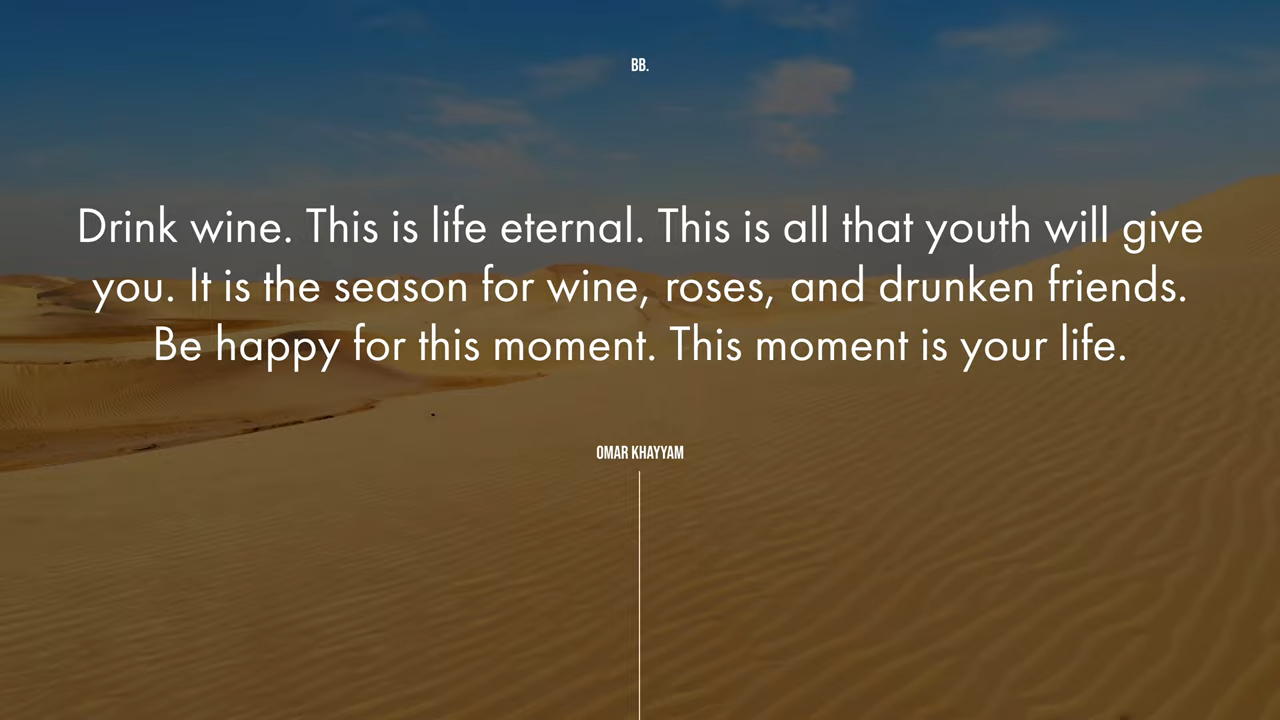 BB.
Drink wine. This is life eternal. This is all that youth will give
you. It is the season for wine, roses, and drunken friends.
Be happy for this moment. This moment is your life.
OMAR KHAYYAM